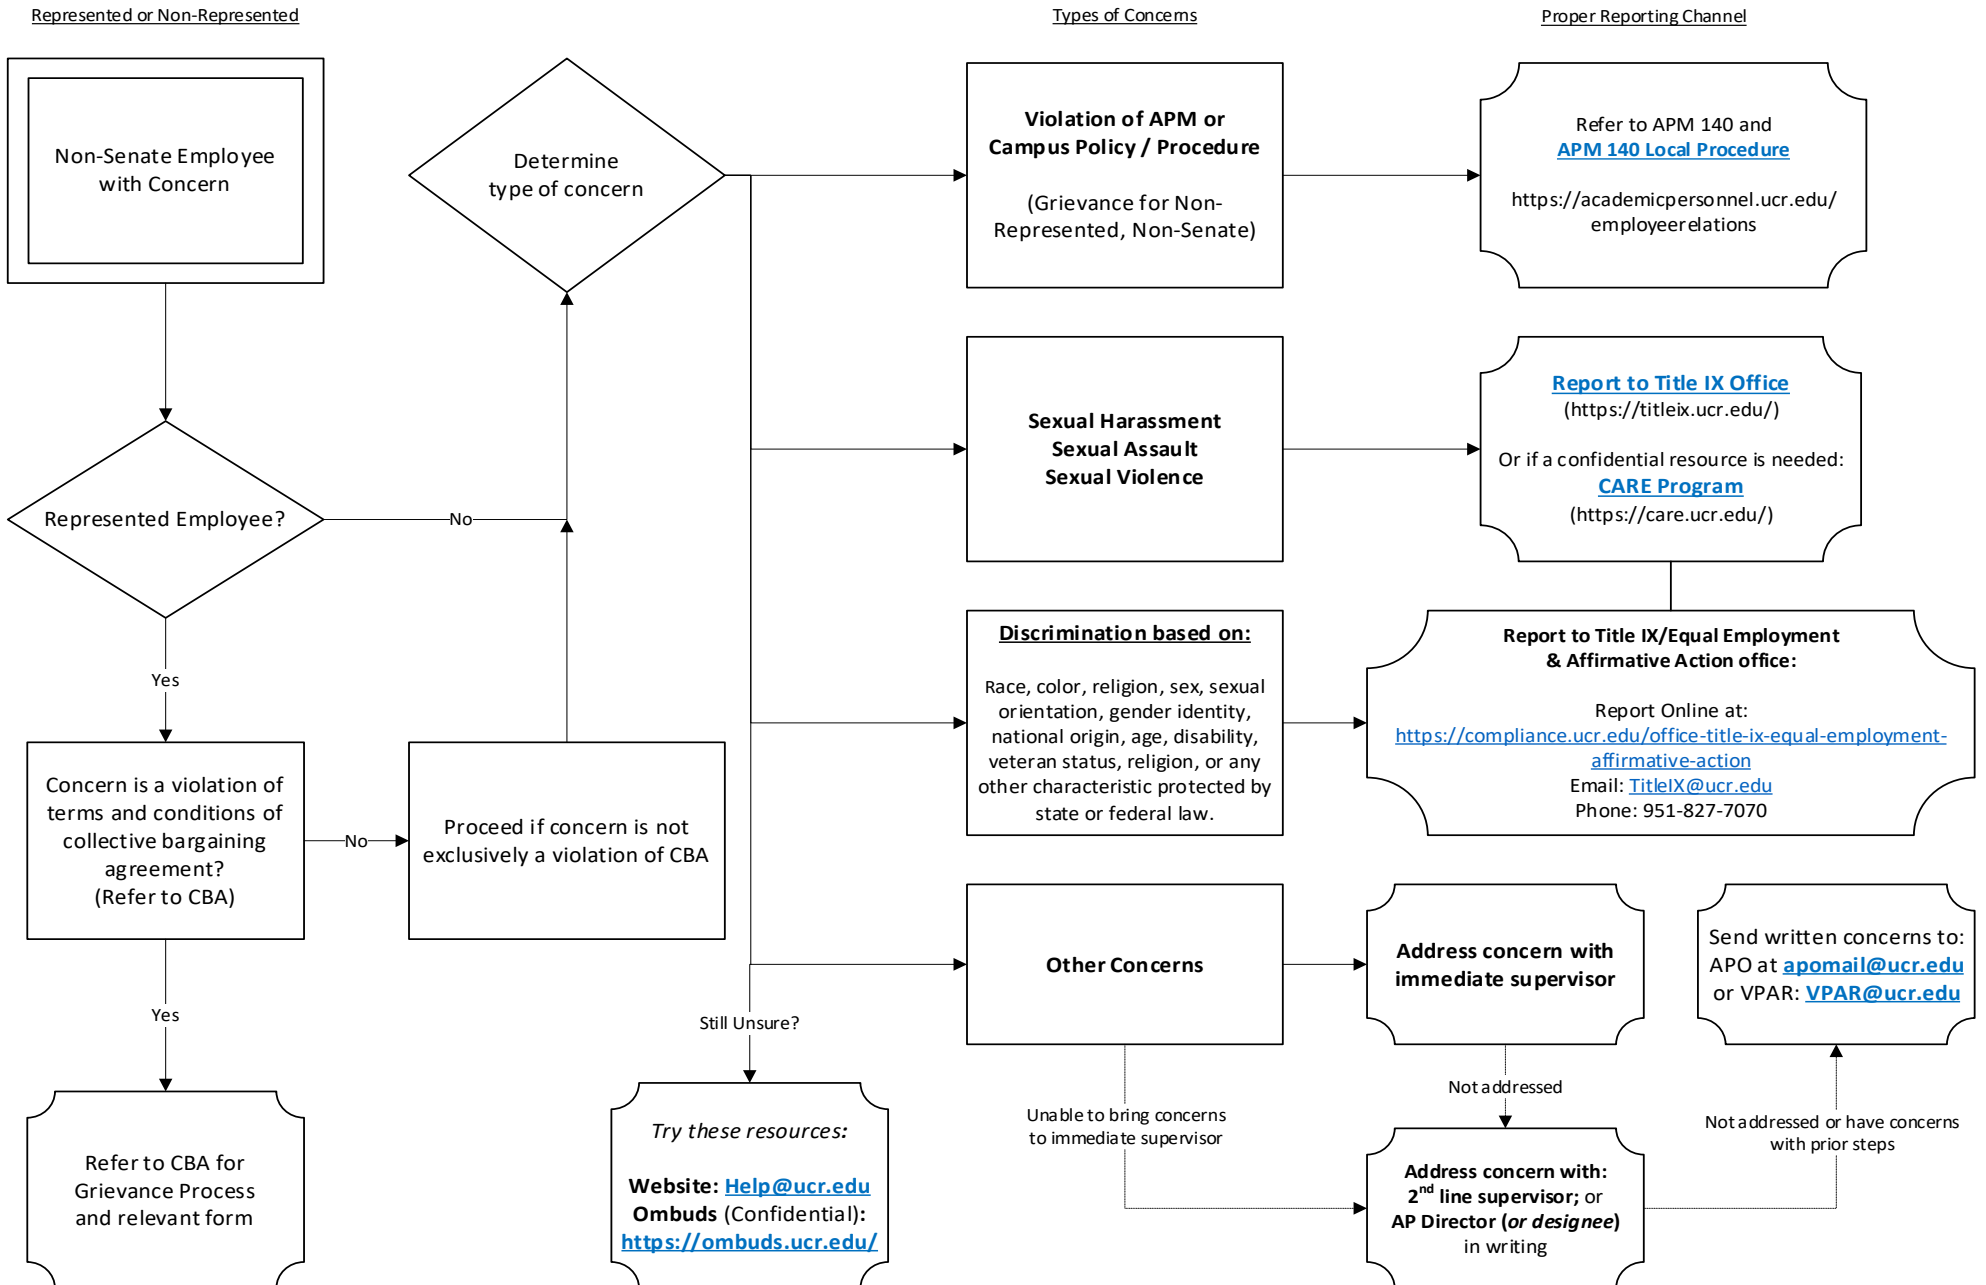 Represented or Non-Represented
Types of Concerns
Proper Reporting Channel
Non-Senate Employee
with Concern
Determine
type of concern
Violation of APM or
Campus Policy / Procedure
(Grievance for Non-
Represented, Non-Senate)
Refer to APM 140 and
APM 140 Local Procedure
https://academicpersonnel.ucr.edu/
employeerelations
Represented Employee?
No
Sexual Harassment
Sexual Assault
Sexual Violence
Report to Title IX Office
(https://titleix.ucr.edu/)
Or if a confidential resource is needed:
CARE Program
(https://care.ucr.edu/)
Yes
Discrimination based on:
Race, color, religion, sex, sexual
orientation, gender identity,
national origin, age, disability,
veteran status, religion, or any
other characteristic protected by
state or federal law.
Report to Title IX/Equal Employment
& Affirmative Action office:
Report Online at:
https://compliance.ucr.edu/office-title-ix-equal-employment-
affirmative-action
Email: TitleIX@ucr.edu
Phone: 951-827-7070
Concern is a violation of
terms and conditions of
collective bargaining
agreement?
(Refer to CBA)
No
Proceed if concern is not
exclusively a violation of CBA
Other Concerns
Address concern with
immediate supervisor
Send written concerns to:
APO at apomail@ucr.edu
or VPAR: VPAR@ucr.edu
Yes
Still Unsure?
Unable to bring concerns
to immediate supervisor
Not addressed
Not addressed or have concerns
with prior steps
Refer to CBA for
Grievance Process
and relevant form
Try these resources:
Website: Help@ucr.edu
Ombuds (Confidential):
https://ombuds.ucr.edu/
Address concern with:
2nd line supervisor; or
AP Director (or designee)
in writing